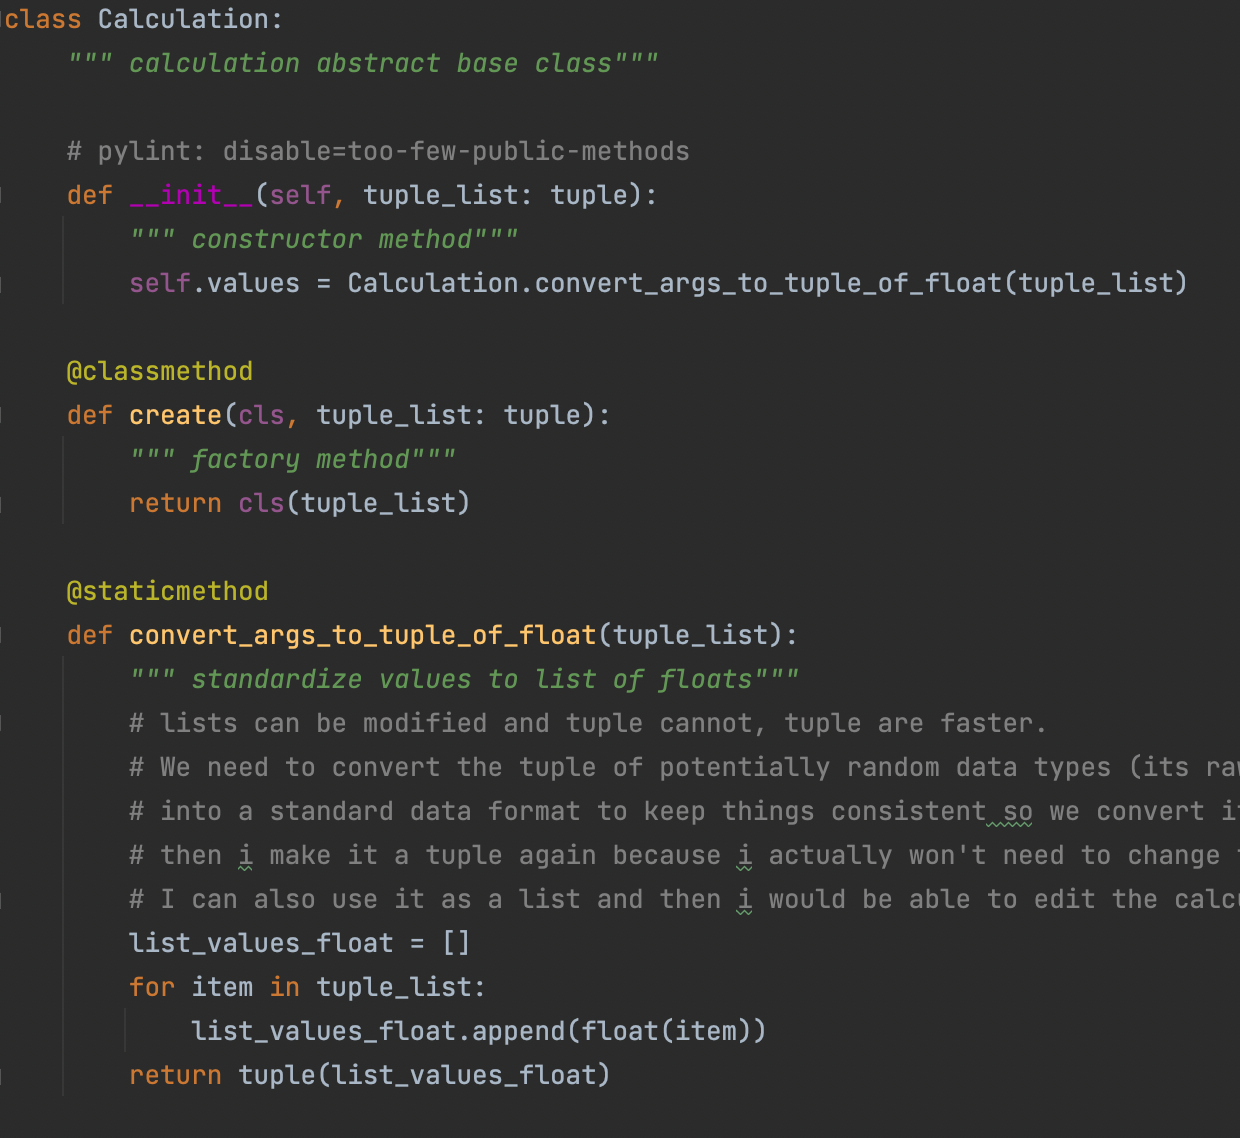 class Calculation:
    """ calculation abstract base class"""
    # pylint: disable=too-few-public-methods
    def __init__(self, tuple_list: tuple):
        """ constructor method"""
        self.values = Calculation.convert_args_to_tuple_of_float(tuple_list)
    @classmethod
    def create(cls, tuple_list: tuple):
        """ factory method"""
        return cls(tuple_list)
    @staticmethod
    def convert_args_to_tuple_of_float(tuple_list):
        """ standardize values to list of floats"""
        # lists can be modified and tuple cannot, tuple are faster.
        # We need to convert the tuple of potentially random data types (its
        # into a standard data format to keep things consistent so we convert
        # then i make it a tuple again because i actually won't need to change
        # I can also use it as a list and then i would be able to edit the
        list_values_float = []
        for item in tuple_list:
            list_values_float.append(float(item))
        return tuple(list_values_float)